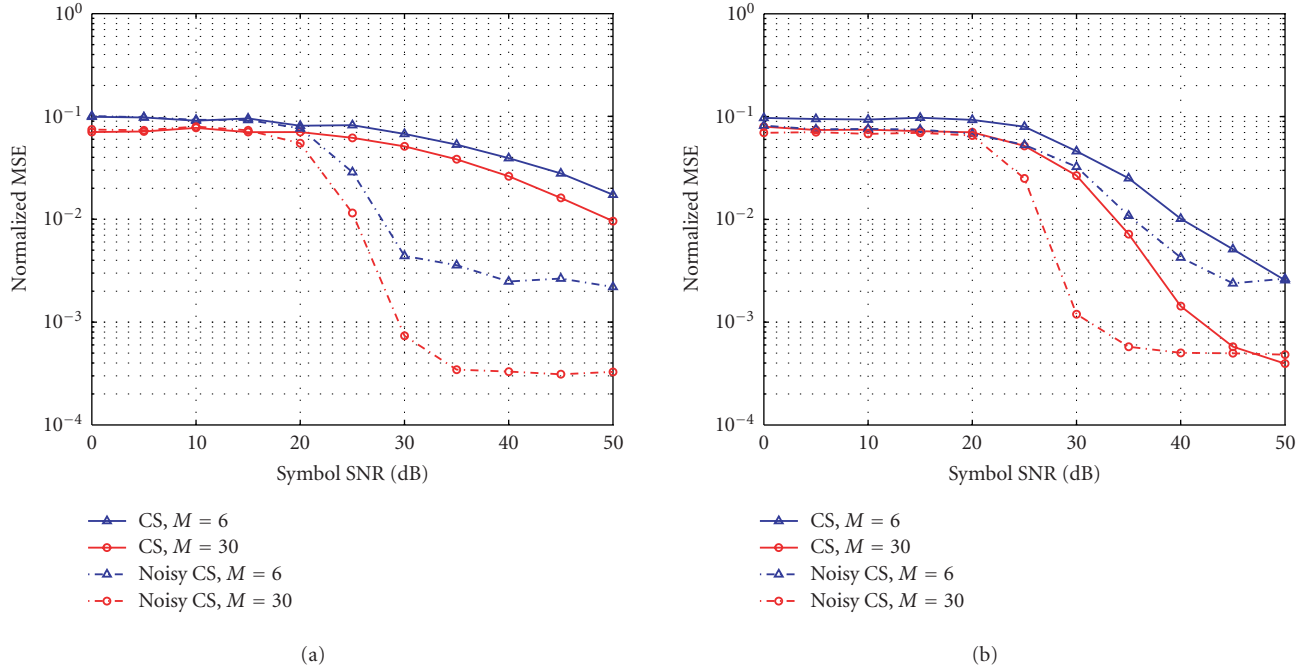 10^0
10^−1
10^−2
10^−3
10^−4
Normalized MSE
0 10 20 30 40 50
Symbol SNR (dB)
CS, M = 6
CS, M = 30
Noisy CS, M = 6
Noisy CS, M = 30
(a)
10^0
10^−1
10^−2
10^−3
10^−4
Normalized MSE
0 10 20 30 40 50
Symbol SNR (dB)
CS, M = 6
CS, M = 30
Noisy CS, M = 6
Noisy CS, M = 30
(b)